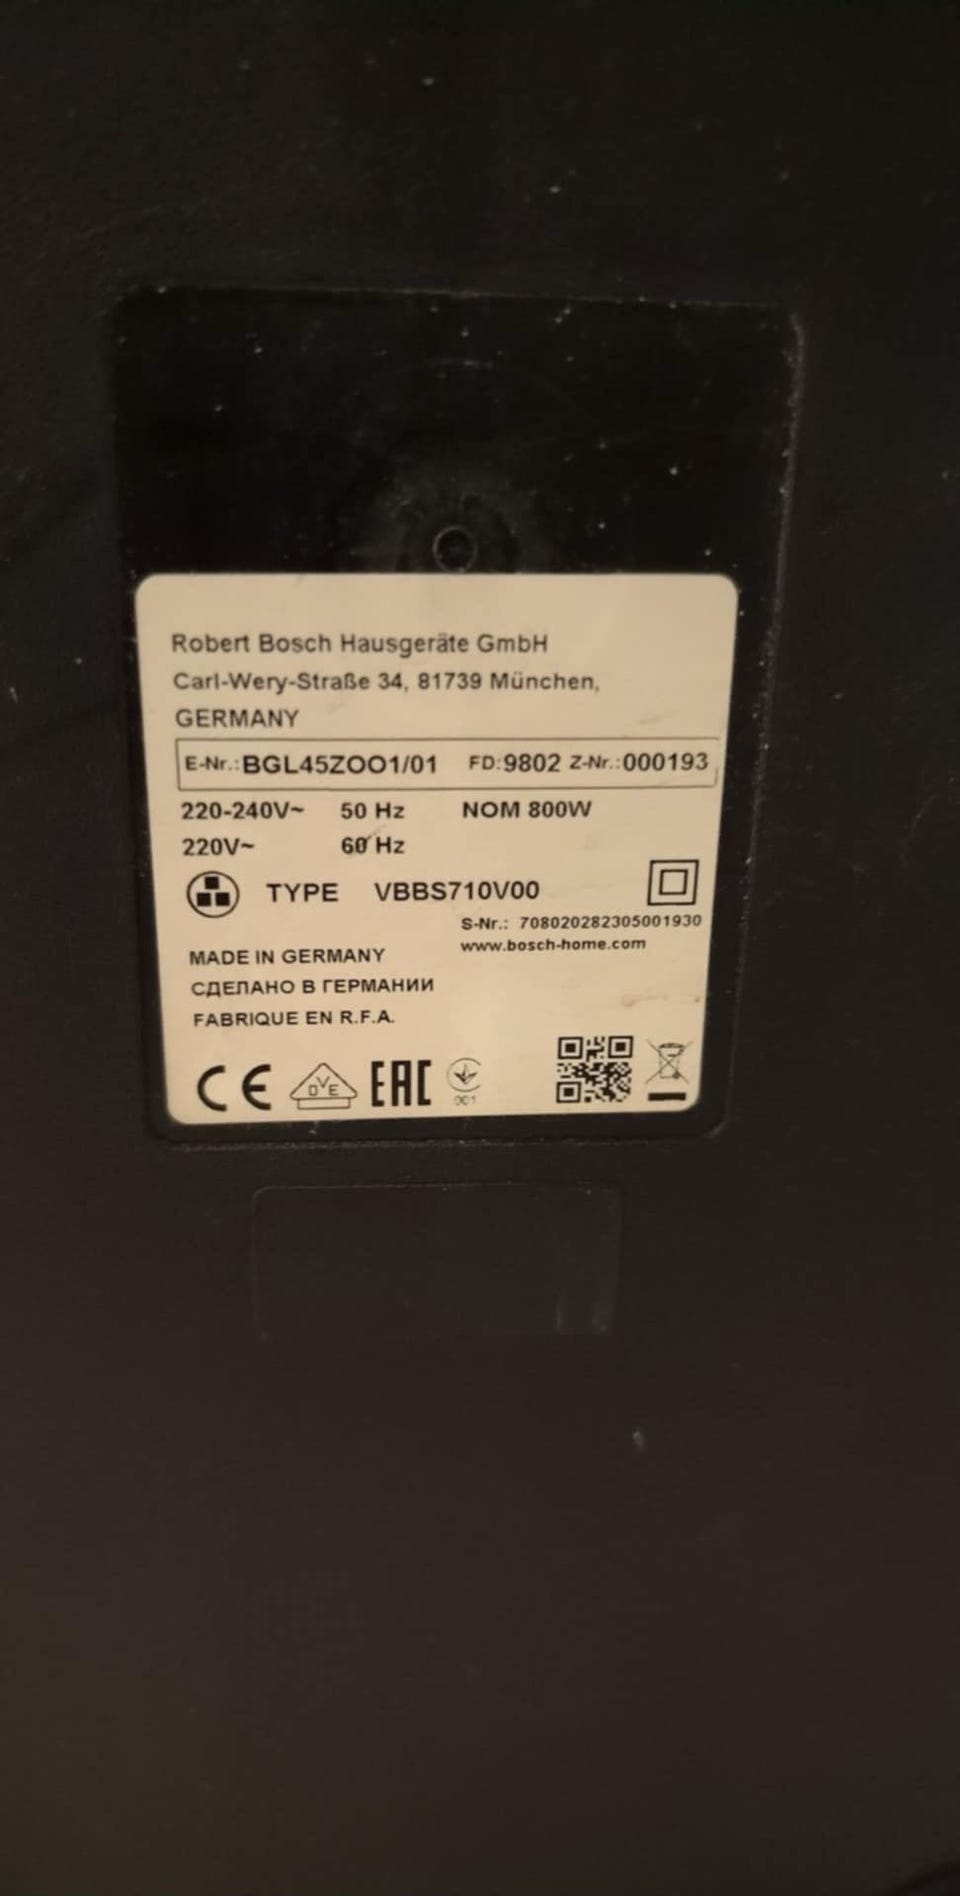 Robert Bosch Hausgeräte GmbH
Carl-Wery-Straße 34, 81739 München,
GERMANY
E-Nr.: BGL45ZOO1/01 FD: 9802 Z-Nr.: 000193
220-240V~ 50 Hz NOM 800W
220V~ 60 Hz
TYPE VBBS710V00
S-Nr.: 708020282305001930
www.bosch-home.com
MADE IN GERMANY
СДЕЛАНО В ГЕРМАНИИ
FABRIQUE EN R.F.A.
CE DVE EAC 001